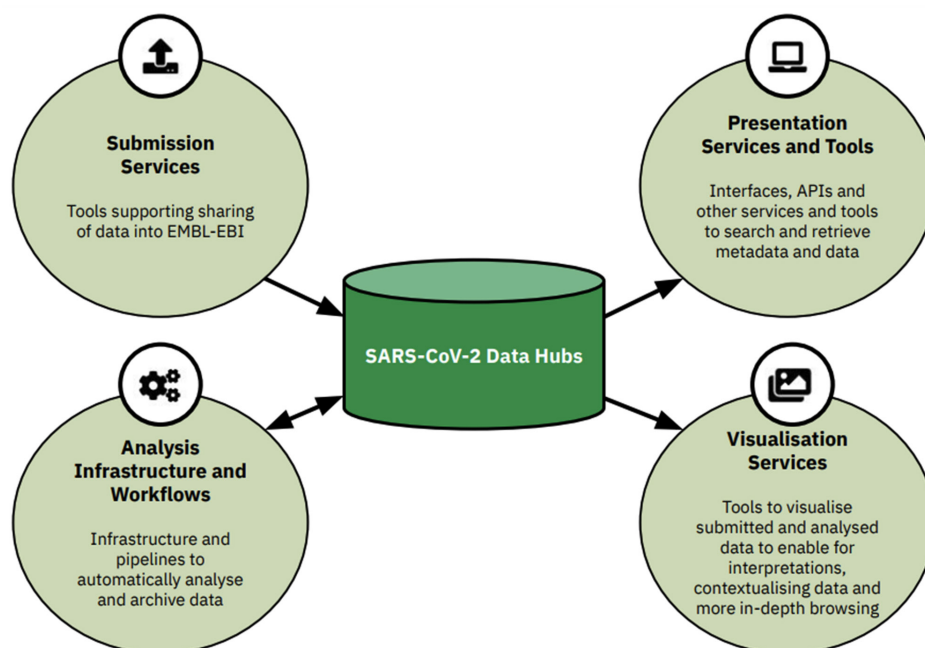 Submission
Services
Tools supporting sharing
of data into EMBL-EBI
Presentation
Services and Tools
Interfaces, APIs and
other services and tools
to search and retrieve
metadata and data
SARS-CoV-2 Data Hubs
Analysis
Infrastructure and
Workflows
Infrastructure and
pipelines to
automatically analyse
and archive data
Visualisation
Services
Tools to visualise
submitted and analysed
data to enable for
interpretations,
contextualising data and
more in-depth browsing